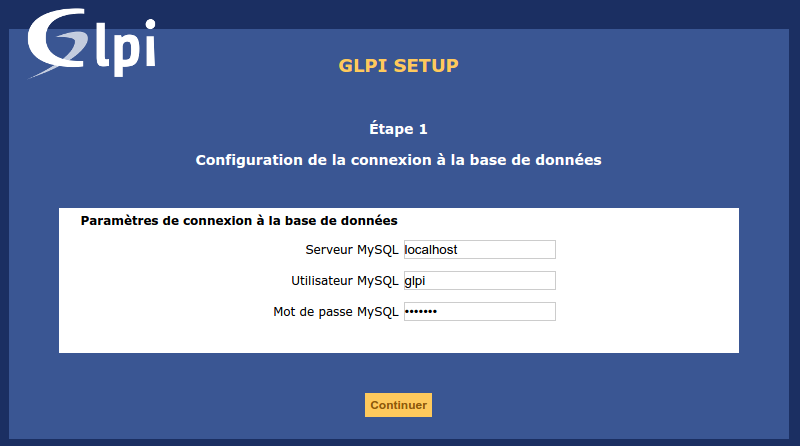 Glpi
GLPI SETUP
Étape 1
Configuration de la connexion à la base de données
Paramètres de connexion à la base de données
Serveur MySQL localhost
Utilisateur MySQL glpi
Mot de passe MySQL •••••••
Continuer